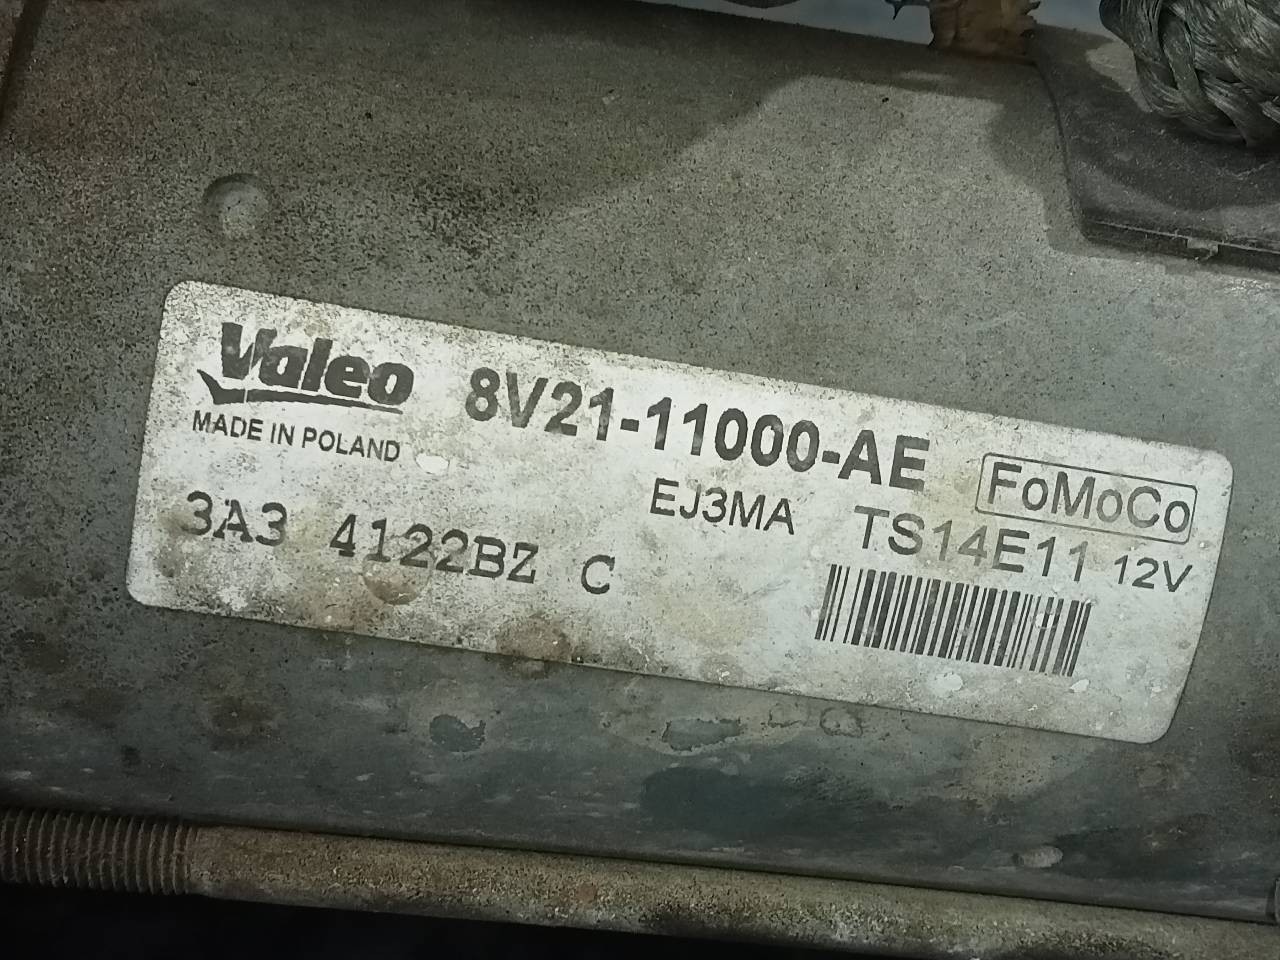 Valeo 8V21-11000-AE FoMoCo
MADE IN POLAND EJ3MA TS14E11 12V
3A3 4122BZ C